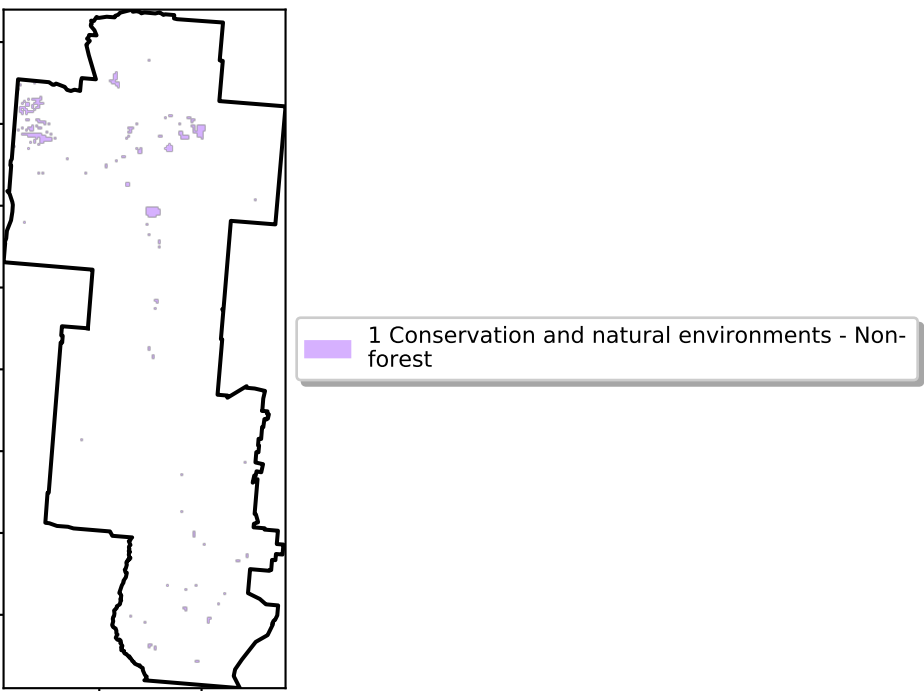 1 Conservation and natural environments - Non-
forest